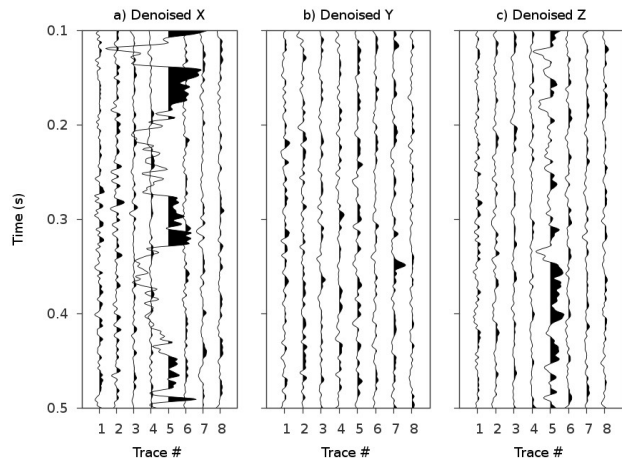 a) Denoised X
b) Denoised Y
c) Denoised Z
Time (s)
0.1
0.2
0.3
0.4
0.5
1 2 3 4 5 6 7 8
1 2 3 4 5 6 7 8
1 2 3 4 5 6 7 8
Trace #
Trace #
Trace #